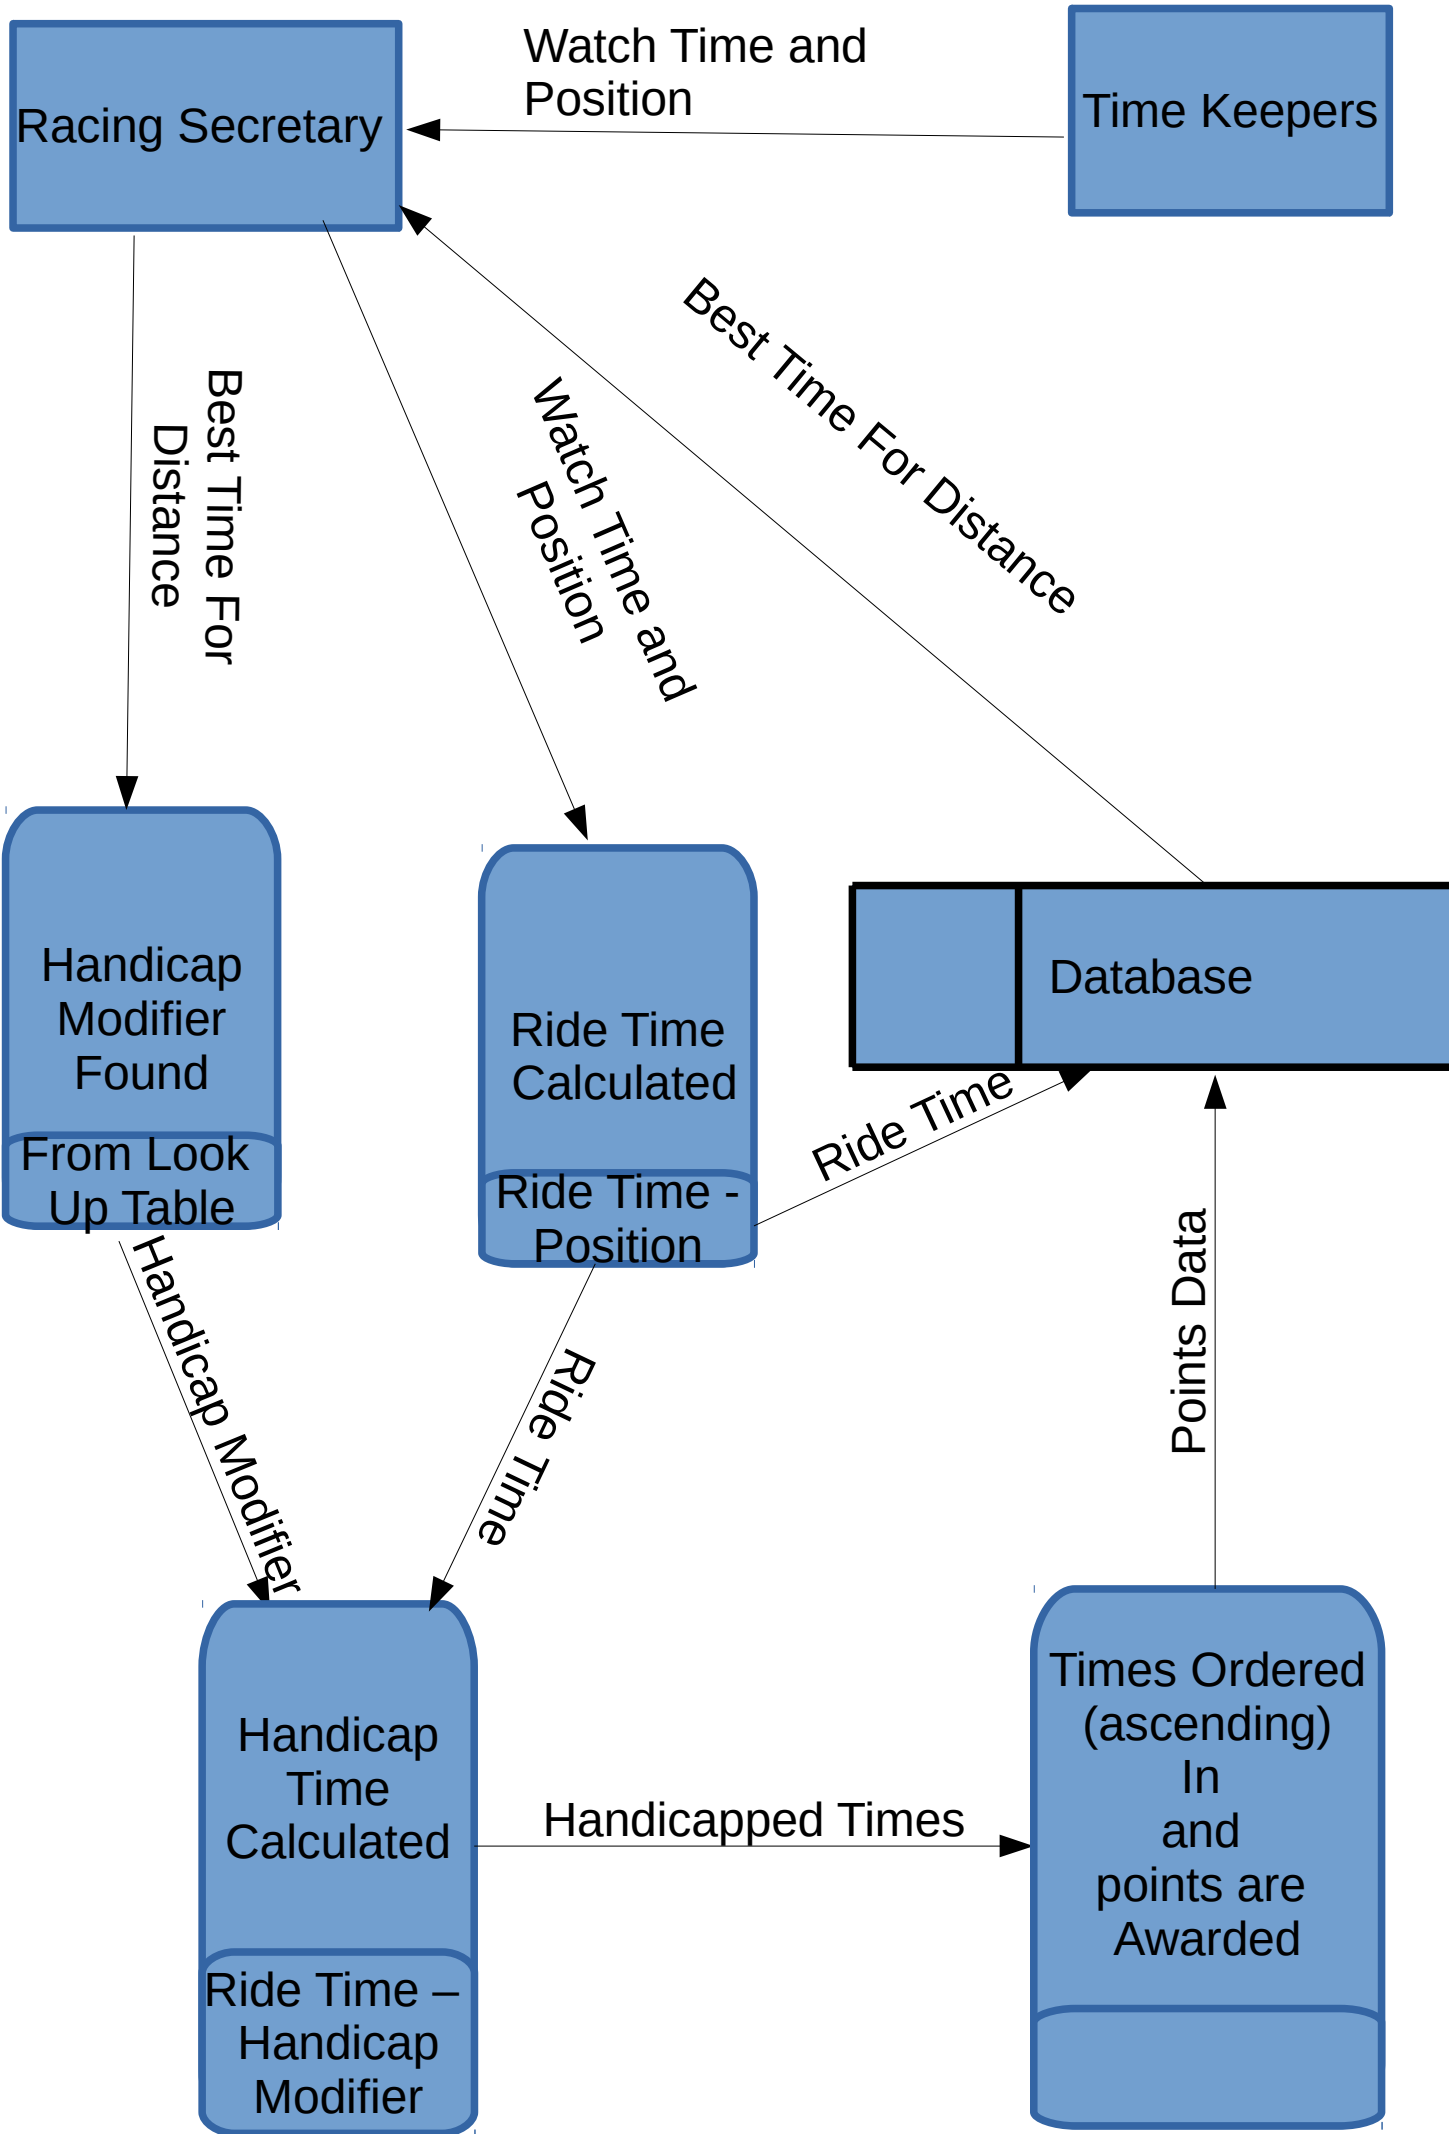 Watch Time and
Position
Racing Secretary
Time Keepers
Best Time For
Distance
Watch Time and
Position
Best Time For Distance
Handicap
Modifier
Found
From Look
Up Table
Ride Time
Calculated
Ride Time -
Position
Database
Ride Time
Handicap Modifier
Ride Time
Points Data
Handicap
Time
Calculated
Ride Time –
Handicap
Modifier
Handicapped Times
Times Ordered
(ascending)
In
and
points are
Awarded